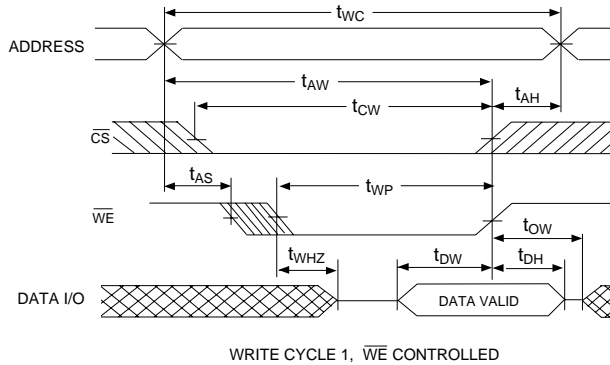 tWC
ADDRESS
tAW
tCW
tAH
CS
tAS
tWP
WE
tOW
tWHZ
tDW
tDH
DATA I/O
DATA VALID
WRITE CYCLE 1, WE CONTROLLED